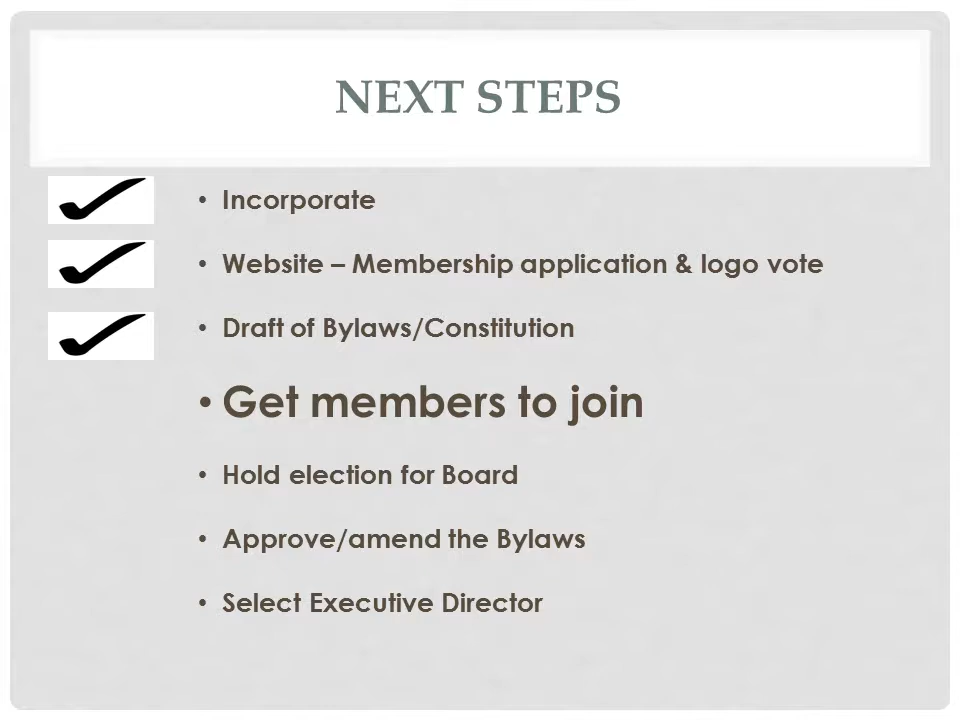 NEXT STEPS
• Incorporate
• Website – Membership application & logo vote
• Draft of Bylaws/Constitution
• Get members to join
• Hold election for Board
• Approve/amend the Bylaws
• Select Executive Director